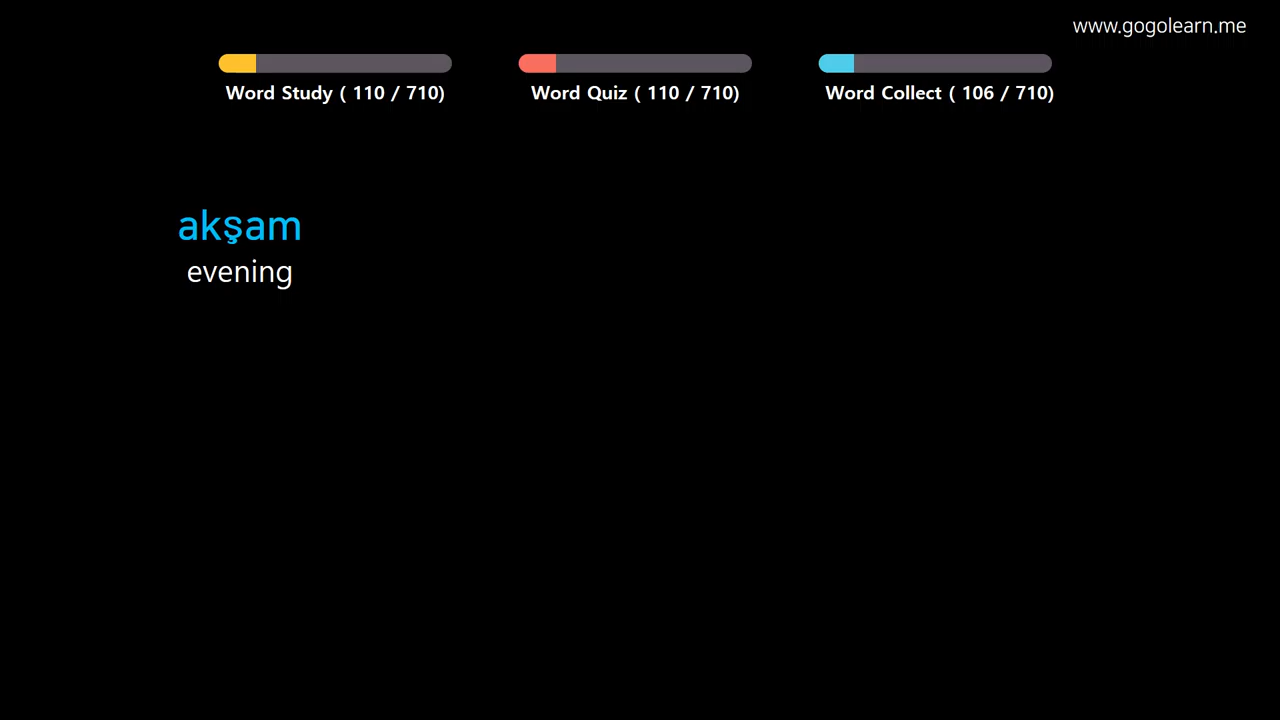 www.gogolearn.me
Word Study ( 110 / 710)
Word Quiz ( 110 / 710)
Word Collect ( 106 / 710)
akşam
evening